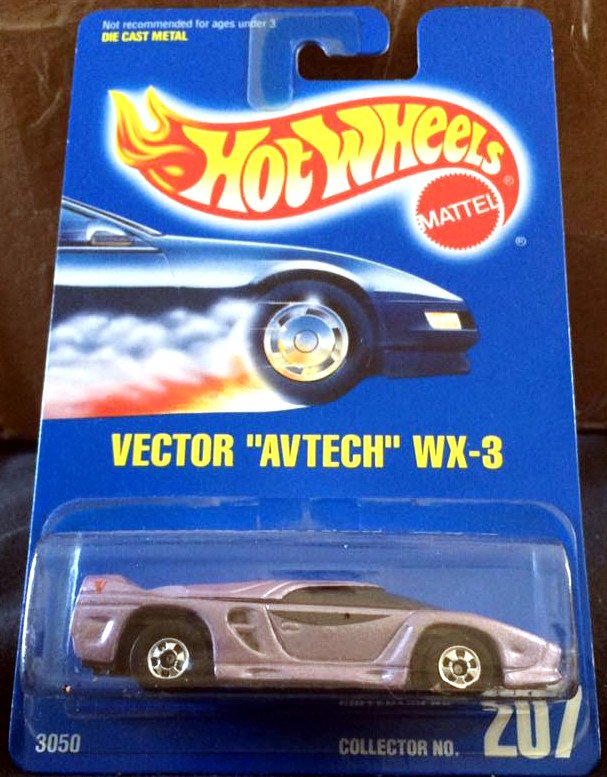 Not recommended for ages under 3
DIE CAST METAL
HOT WHEELS ®
MATTEL
®
VECTOR "AVTECH" WX-3
3050
COLLECTOR NO. 207